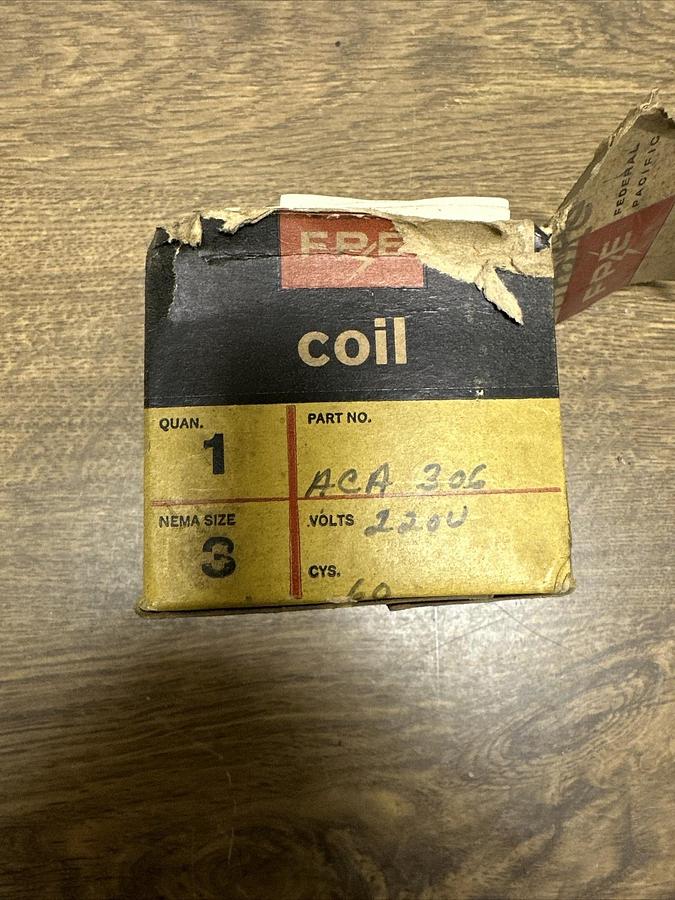 FPE
coil
QUAN.
1
PART NO.
ACA 306
NEMA SIZE
3
VOLTS 220V
CYS.
60
FPE
FEDERAL
PACIFIC